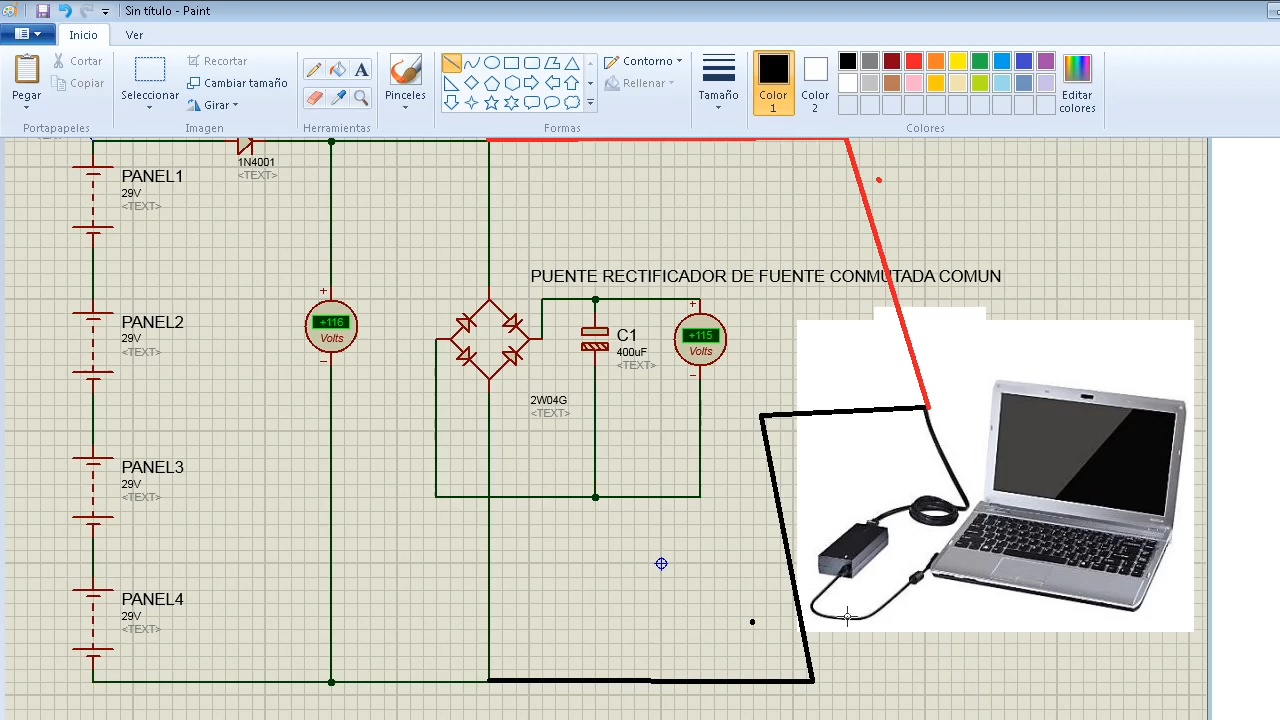 Sin título - Paint
Inicio
Ver
Pegar
Cortar
Copiar
Portapapeles
Seleccionar
Cambiar tamaño
Girar
Imagen
A
Herramientas
Pinceles
Contorno
Rellenar
Formas
Tamaño
Color
1
Color
2
Editar
colores
Colores
1N4001
<TEXT>
PANEL1
29V
<TEXT>
PUENTE RECTIFICADOR DE FUENTE CONMUTADA COMUN
PANEL2
29V
<TEXT>
+
+116
Volts
−
C1
400uF
<TEXT>
+
+115
Volts
−
2W04G
<TEXT>
PANEL3
29V
<TEXT>
PANEL4
29V
<TEXT>